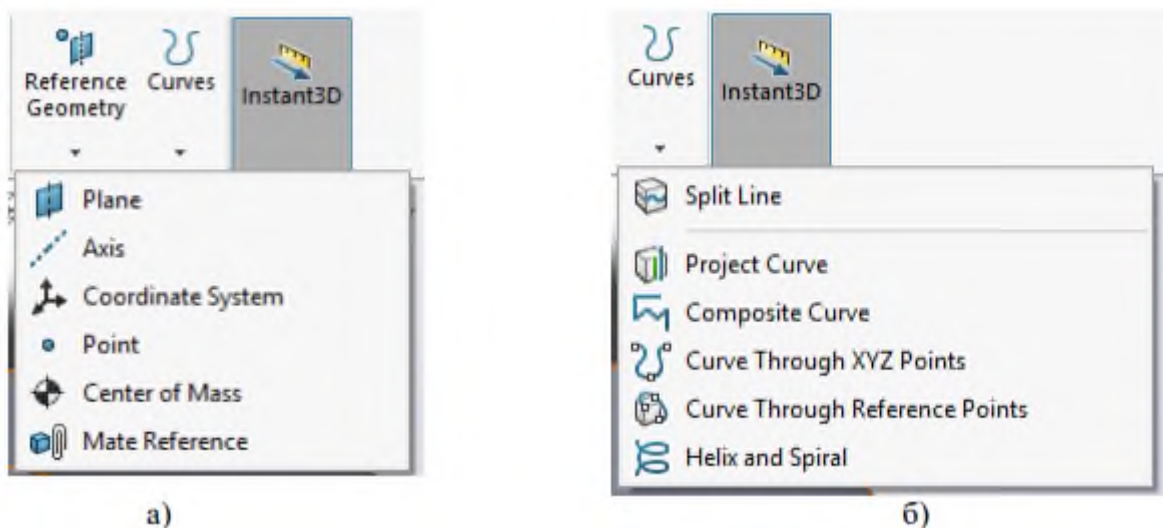 Reference
Geometry
Curves
Instant3D
Plane
Axis
Coordinate System
Point
Center of Mass
Mate Reference
а)
Curves
Instant3D
Split Line
Project Curve
Composite Curve
Curve Through XYZ Points
Curve Through Reference Points
Helix and Spiral
б)